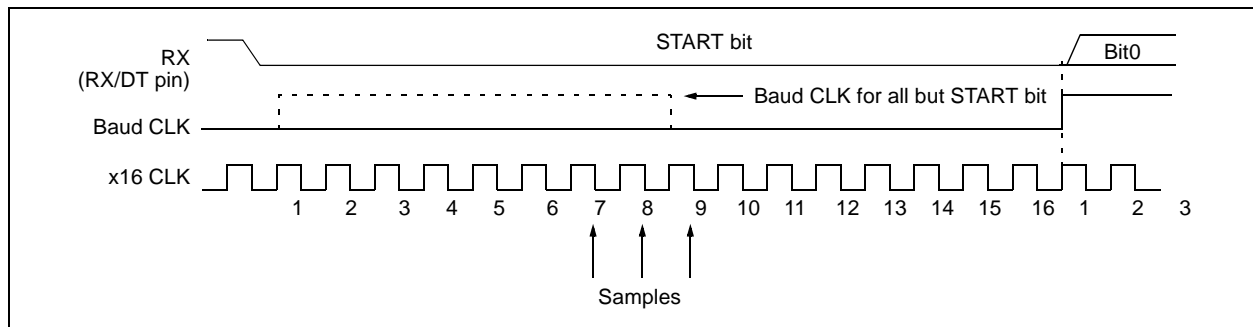 START bit
RX
(RX/DT pin)
Bit0
Baud CLK for all but START bit
Baud CLK
x16 CLK
1 2 3 4 5 6 7 8 9 10 11 12 13 14 15 16 1 2 3
Samples